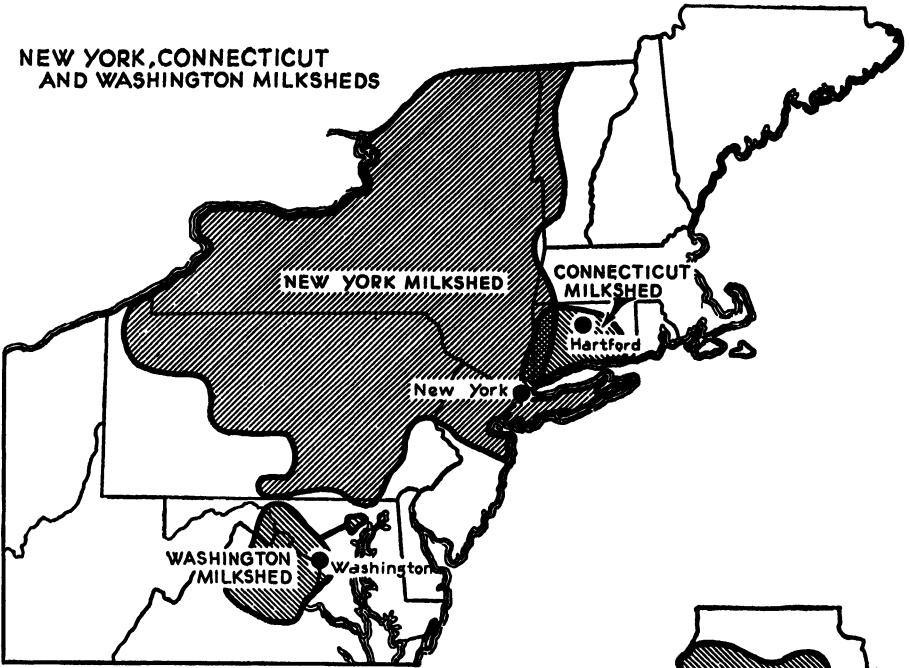 NEW YORK, CONNECTICUT
AND WASHINGTON MILKSHEDS
NEW YORK MILKSHED
CONNECTICUT
MILKSHED
Hartford
New York
WASHINGTON
MILKSHED
Washington